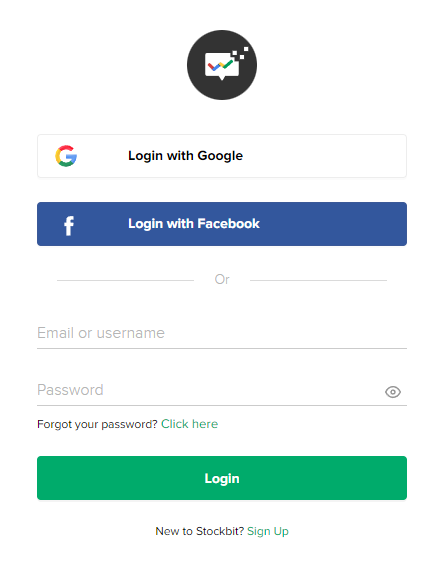 Login with Google
Login with Facebook
Or
Email or username
Password
Forgot your password? Click here
Login
New to Stockbit? Sign Up